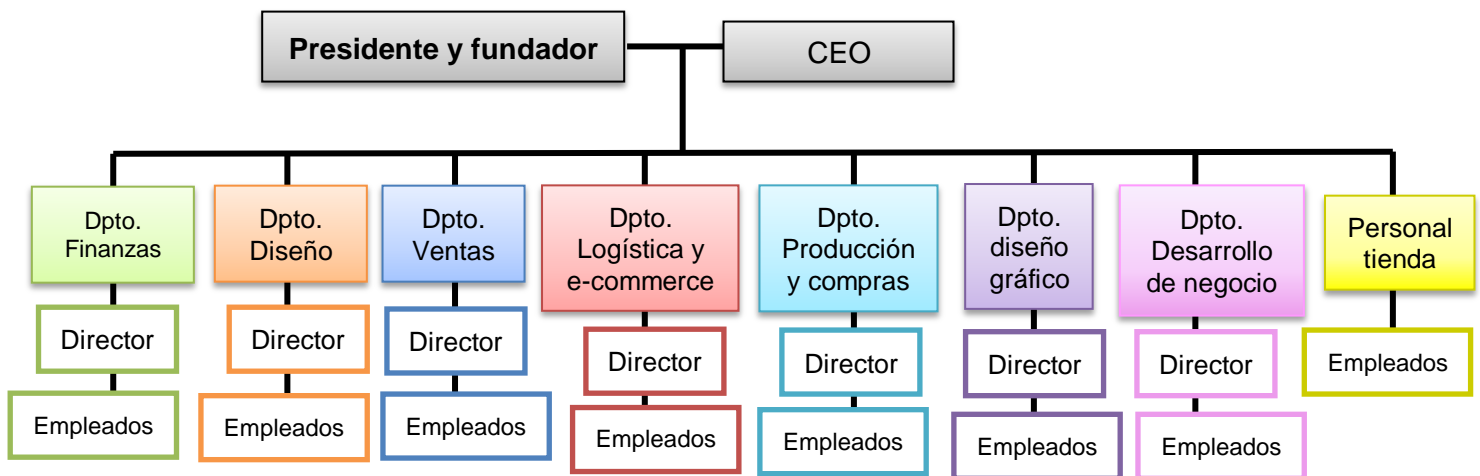 Presidente y fundador
CEO
Dpto.
Finanzas
Dpto.
Diseño
Dpto.
Ventas
Dpto.
Logística y
e-commerce
Dpto.
Producción
y compras
Dpto.
diseño
gráfico
Dpto.
Desarrollo
de negocio
Personal
tienda
Director
Director
Director
Director
Director
Director
Director
Empleados
Empleados
Empleados
Empleados
Empleados
Empleados
Empleados
Empleados